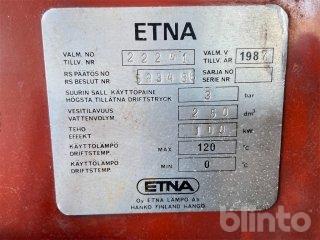 ETNA
VALM. NO 22251 VALM. V 1987
TILLV. NR TILLV. ÅR
RS PÄÄTÖS NO SARJA NO
RS BESLUT NR SERIE
SUURIN SALL. KÄYTTÖPAINE 3 bar
HÖGSTA TILLÅTNA DRIFTSTRYCK
VESITILAVUUS 260 dm³
VATTENVOLYM
TEHO 100 kW
EFFEKT
KÄYTTÖLÄMPÖ MAX 120 °C
DRIFTSTEMP.
KÄYTTÖLÄMPÖ MIN 0 °C
DRIFTSTEMP.
ETNA
Oy ETNA LÄMPÖ Ab
HANKO FINLAND HANGÖ
blinto